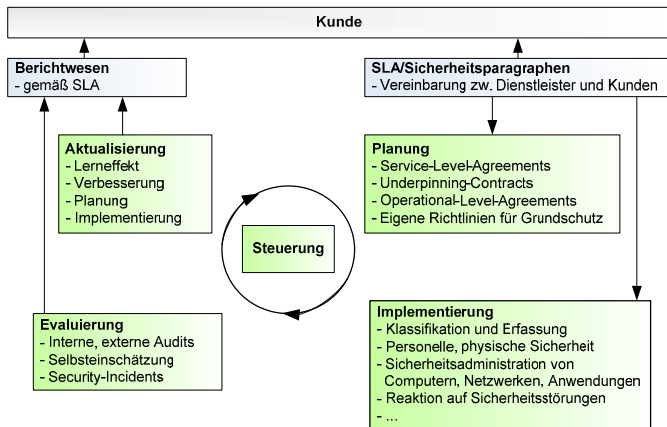 Kunde
Berichtwesen
- gemäß SLA
SLA/Sicherheitsparagraphen
- Vereinbarung zw. Dienstleister und Kunden
Aktualisierung
- Lerneffekt
- Verbesserung
- Planung
- Implementierung
Planung
- Service-Level-Agreements
- Underpinning-Contracts
- Operational-Level-Agreements
- Eigene Richtlinien für Grundschutz
Steuerung
Evaluierung
- Interne, externe Audits
- Selbsteinschätzung
- Security-Incidents
Implementierung
- Klassifikation und Erfassung
- Personelle, physische Sicherheit
- Sicherheitsadministration von
Computern, Netzwerken, Anwendungen
- Reaktion auf Sicherheitsstörungen
- ...